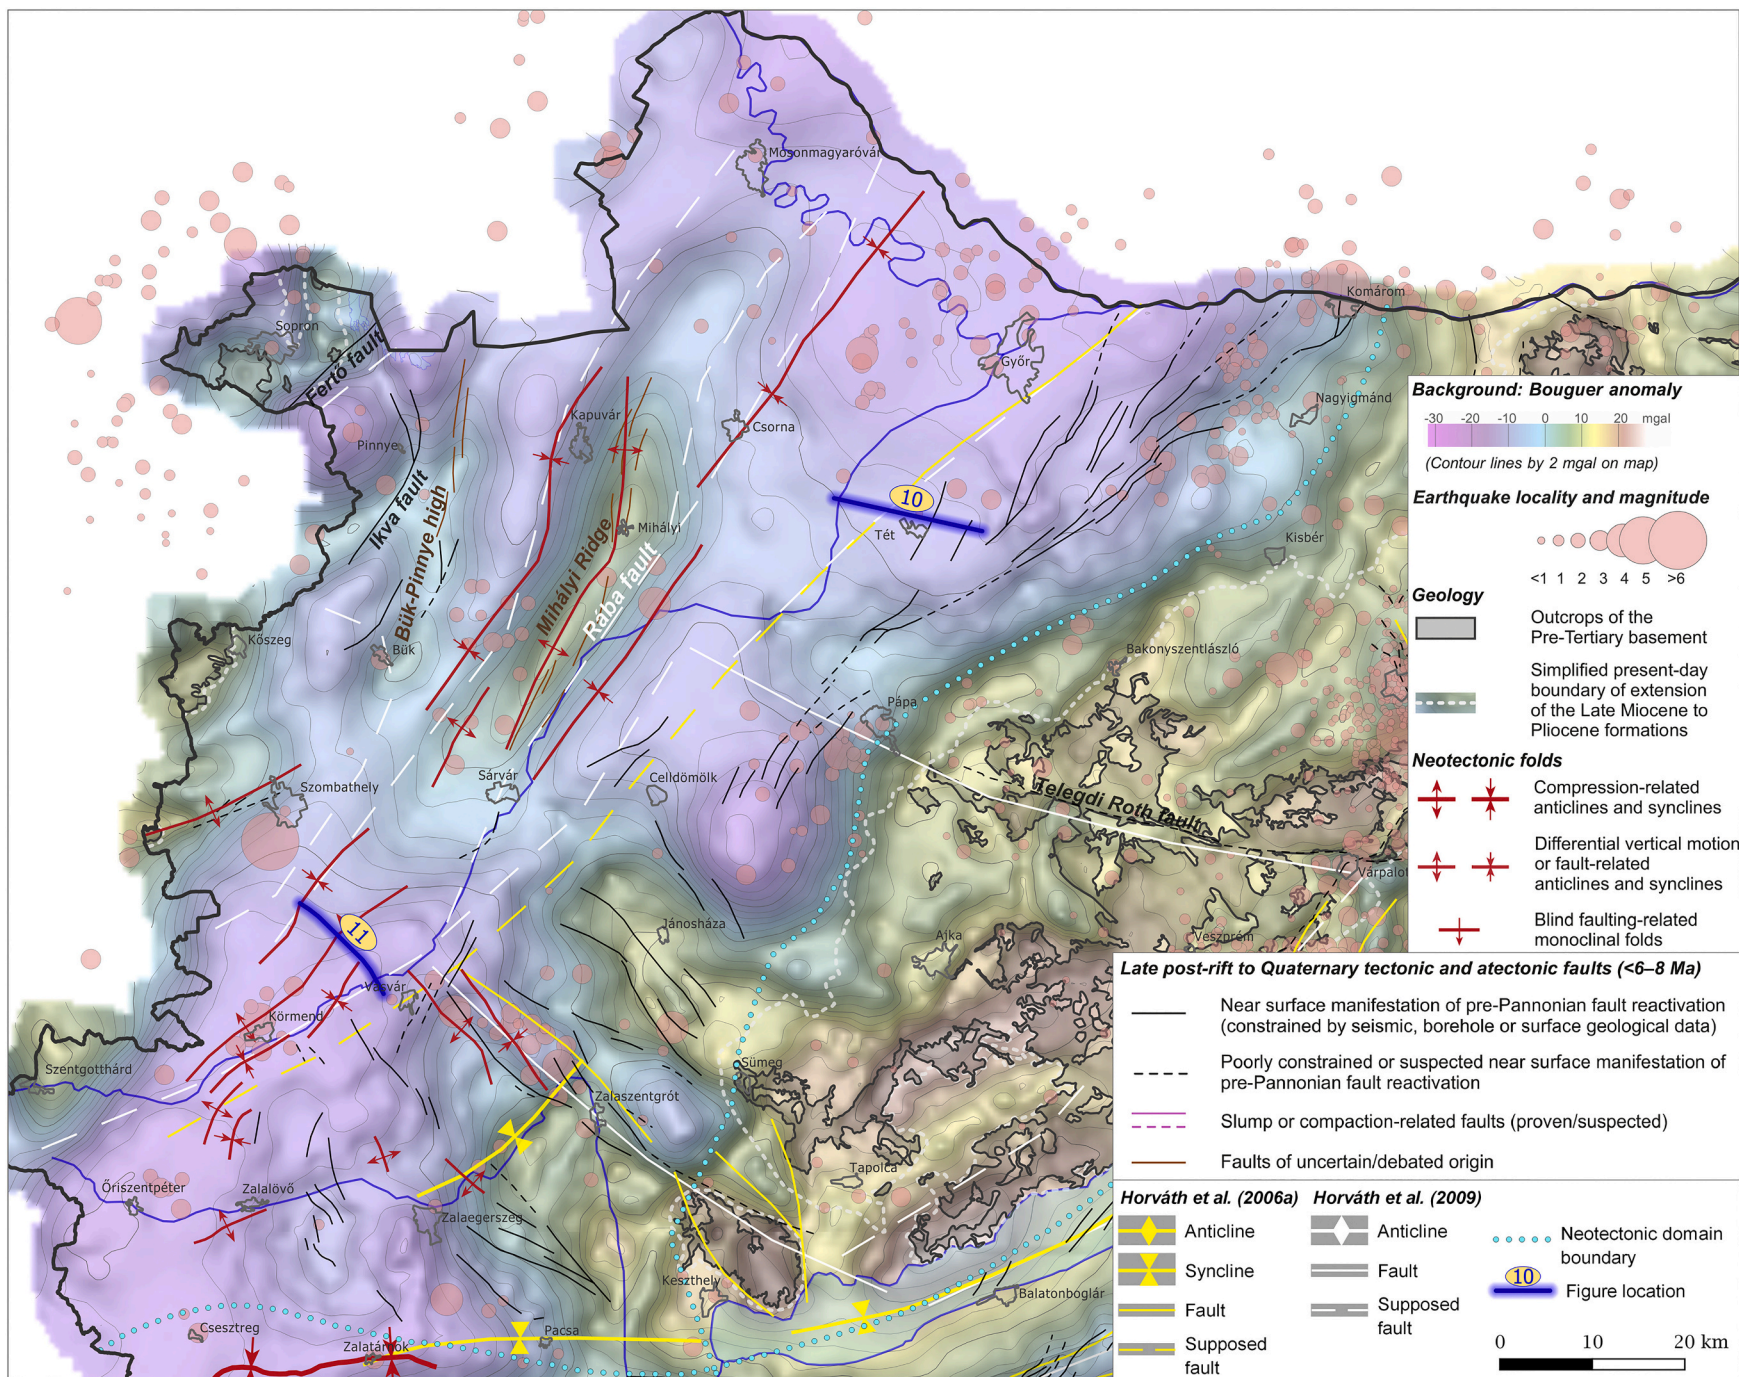 Mosonmagyaróvár
Komárom
Sopron
Fertő fault
Győr
Nagyigmánd
Kapuvár
Csorna
Pinnye
Ikva fault
Bük-Pinnye high
10
Mihályi
Tét
Kisbér
Mihályi Ridge
Rába fault
Kőszeg
Bük
Bakonyszentlászló
Pápa
Szombathely
Sárvár
Celldömölk
Telegdi Roth fault
Várpalot
11
Jánosháza
Ajka
Veszprém
Vasvár
Körmend
Szentgotthárd
Sümeg
Zalaszentgrót
Tapolca
Őriszentpéter
Zalalövő
Zalaegerszeg
Keszthely
Balatonboglár
Csesztreg
Pacsa
Background: Bouguer anomaly
-30 -20 -10 0 10 20 mgal
(Contour lines by 2 mgal on map)
Earthquake locality and magnitude
<1 1 2 3 4 5 >6
Geology
Outcrops of the
Pre-Tertiary basement
Simplified present-day
boundary of extension
of the Late Miocene to
Pliocene formations
Neotectonic folds
Compression-related
anticlines and synclines
Differential vertical motion
or fault-related
anticlines and synclines
Blind faulting-related
monoclinal folds
Late post-rift to Quaternary tectonic and atectonic faults (<6–8 Ma)
Near surface manifestation of pre-Pannonian fault reactivation
(constrained by seismic, borehole or surface geological data)
Poorly constrained or suspected near surface manifestation of
pre-Pannonian fault reactivation
Slump or compaction-related faults (proven/suspected)
Faults of uncertain/debated origin
Horváth et al. (2006a)
Anticline
Syncline
Fault
Supposed
fault
Horváth et al. (2009)
Anticline
Fault
Supposed
fault
Neotectonic domain
boundary
10
Figure location
0 10 20 km